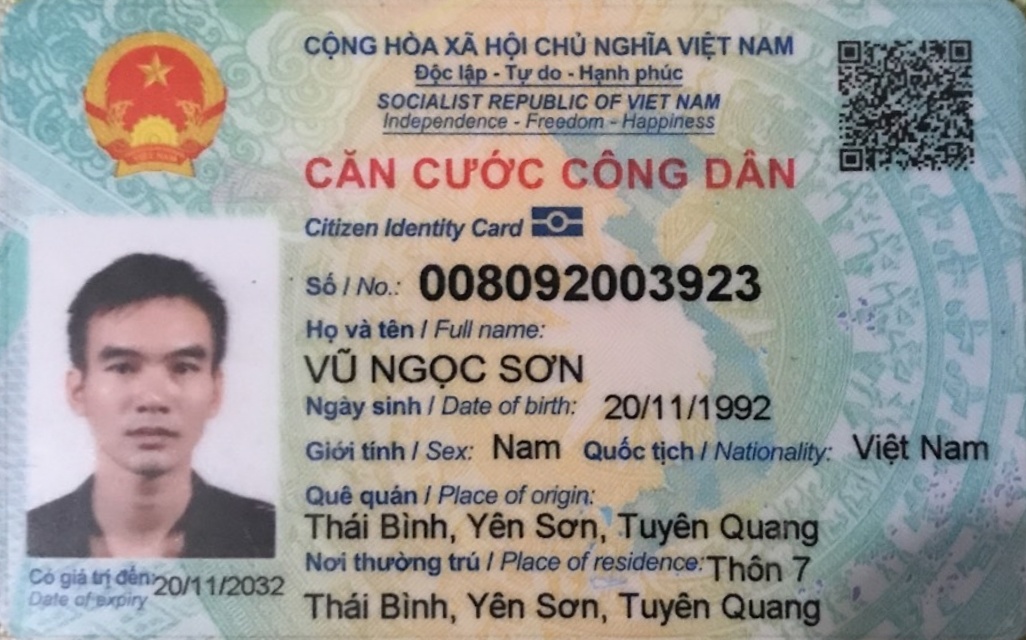 CỘNG HÒA XÃ HỘI CHỦ NGHĨA VIỆT NAM
Độc lập - Tự do - Hạnh phúc
SOCIALIST REPUBLIC OF VIET NAM
Independence - Freedom - Happiness
CĂN CƯỚC CÔNG DÂN
Citizen Identity Card
Số / No.: 008092003923
Họ và tên / Full name:
VŨ NGỌC SƠN
Ngày sinh / Date of birth: 20/11/1992
Giới tính / Sex: Nam Quốc tịch / Nationality: Việt Nam
Quê quán / Place of origin:
Thái Bình, Yên Sơn, Tuyên Quang
Nơi thường trú / Place of residence: Thôn 7
Thái Bình, Yên Sơn, Tuyên Quang
Có giá trị đến: 20/11/2032
Date of expiry